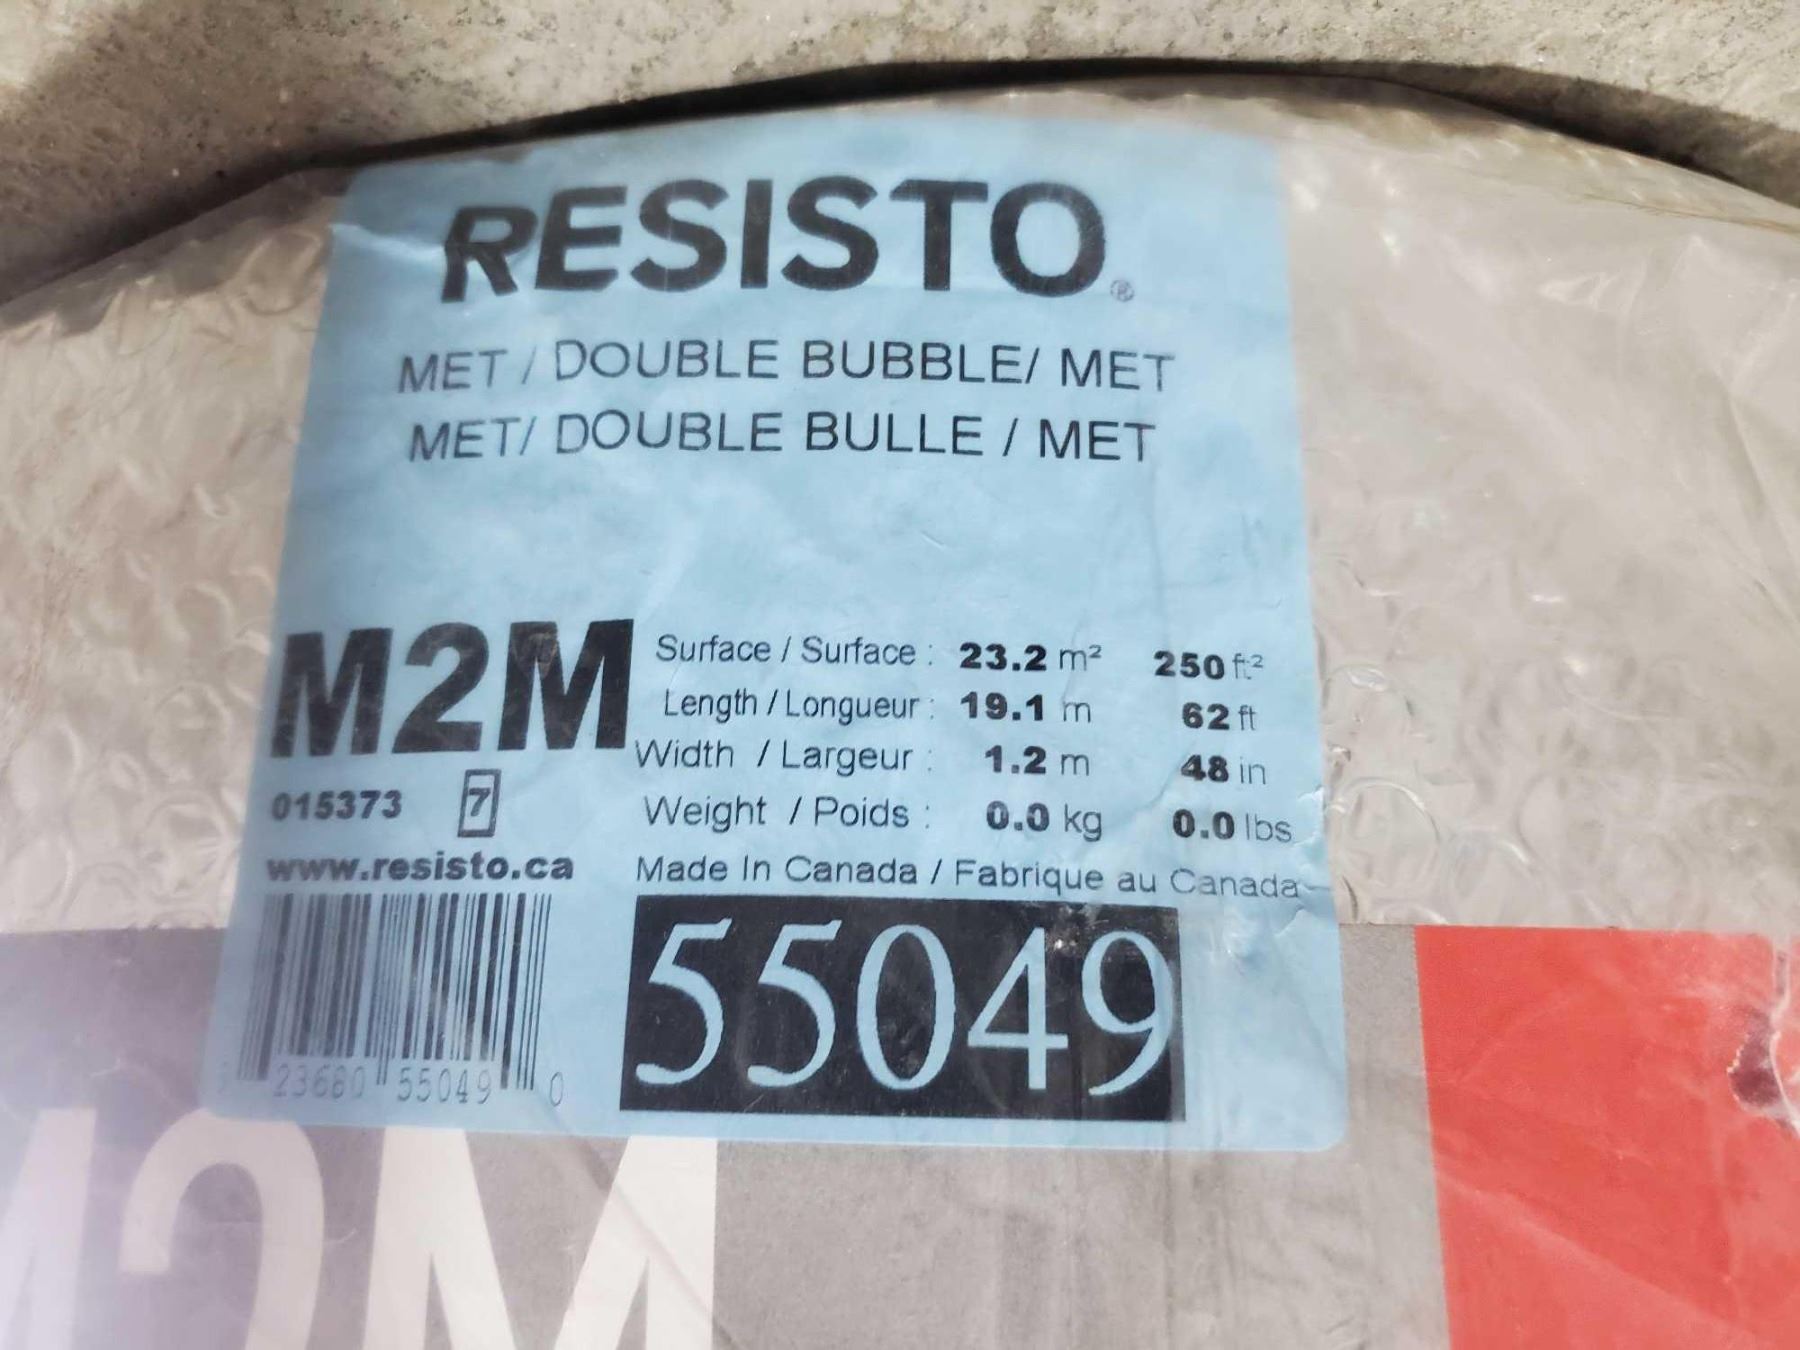 RESISTO®
MET / DOUBLE BUBBLE/ MET
MET/ DOUBLE BULLE / MET
M2M
Surface / Surface : 23.2 m² 250 ft²
Length / Longueur : 19.1 m 62 ft
Width / Largeur : 1.2 m 48 in
015373 7
Weight / Poids : 0.0 kg 0.0 lbs
www.resisto.ca
Made In Canada / Fabrique au Canada
55049
23680 55049 0
M2M